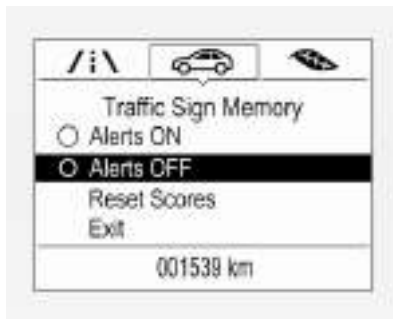 Traffic Sign Memory
Alerts ON
Alerts OFF
Reset Scores
Exit
001539 km